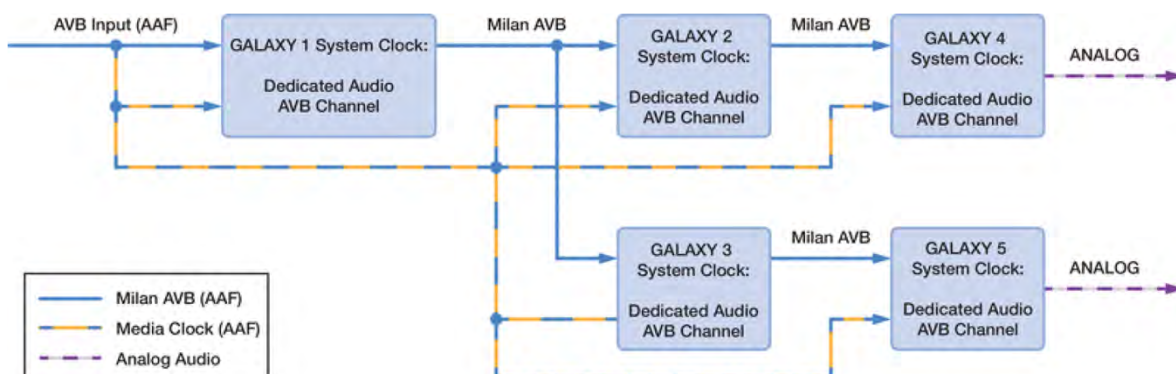 AVB Input (AAF)
GALAXY 1 System Clock:
Dedicated Audio
AVB Channel
Milan AVB
GALAXY 2
System Clock:
Dedicated Audio
AVB Channel
Milan AVB
GALAXY 4
System Clock:
Dedicated Audio
AVB Channel
ANALOG
GALAXY 3
System Clock:
Dedicated Audio
AVB Channel
Milan AVB
GALAXY 5
System Clock:
Dedicated Audio
AVB Channel
ANALOG
Milan AVB (AAF)
Media Clock (AAF)
Analog Audio